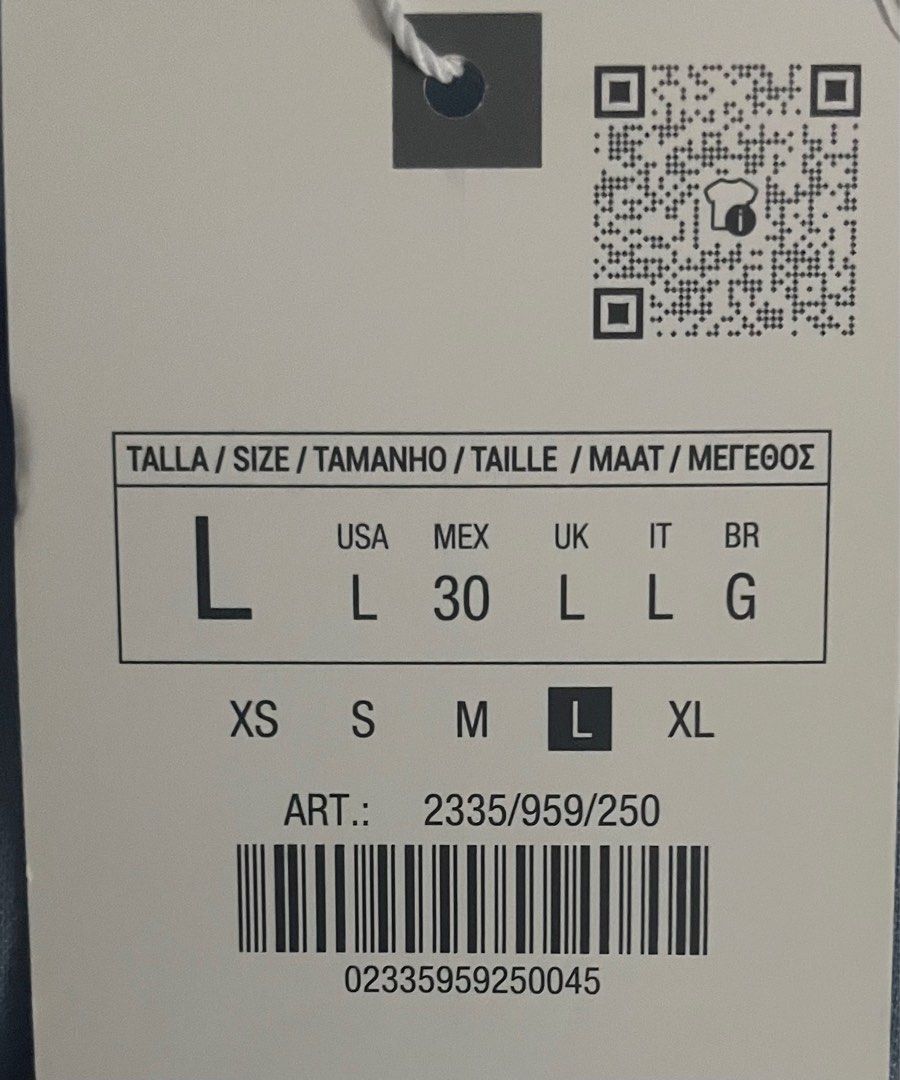 TALLA / SIZE / TAMANHO / TAILLE / MAAT / ΜΕΓΕΘΟΣ
L
USA MEX UK IT BR
L 30 L L G
XS S M L XL
ART.: 2335/959/250
02335959250045